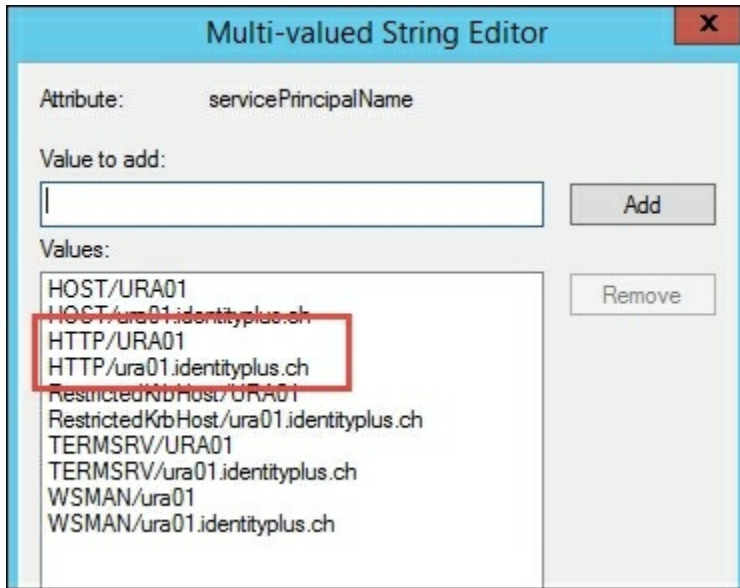 Multi-valued String Editor
x
Attribute: servicePrincipalName
Value to add:
Add
Values:
Remove
HOST/URA01
HOST/ura01.identityplus.ch
HTTP/URA01
HTTP/ura01.identityplus.ch
RestrictedKrbHost/URA01
RestrictedKrbHost/ura01.identityplus.ch
TERMSRV/URA01
TERMSRV/ura01.identityplus.ch
WSMAN/ura01
WSMAN/ura01.identityplus.ch